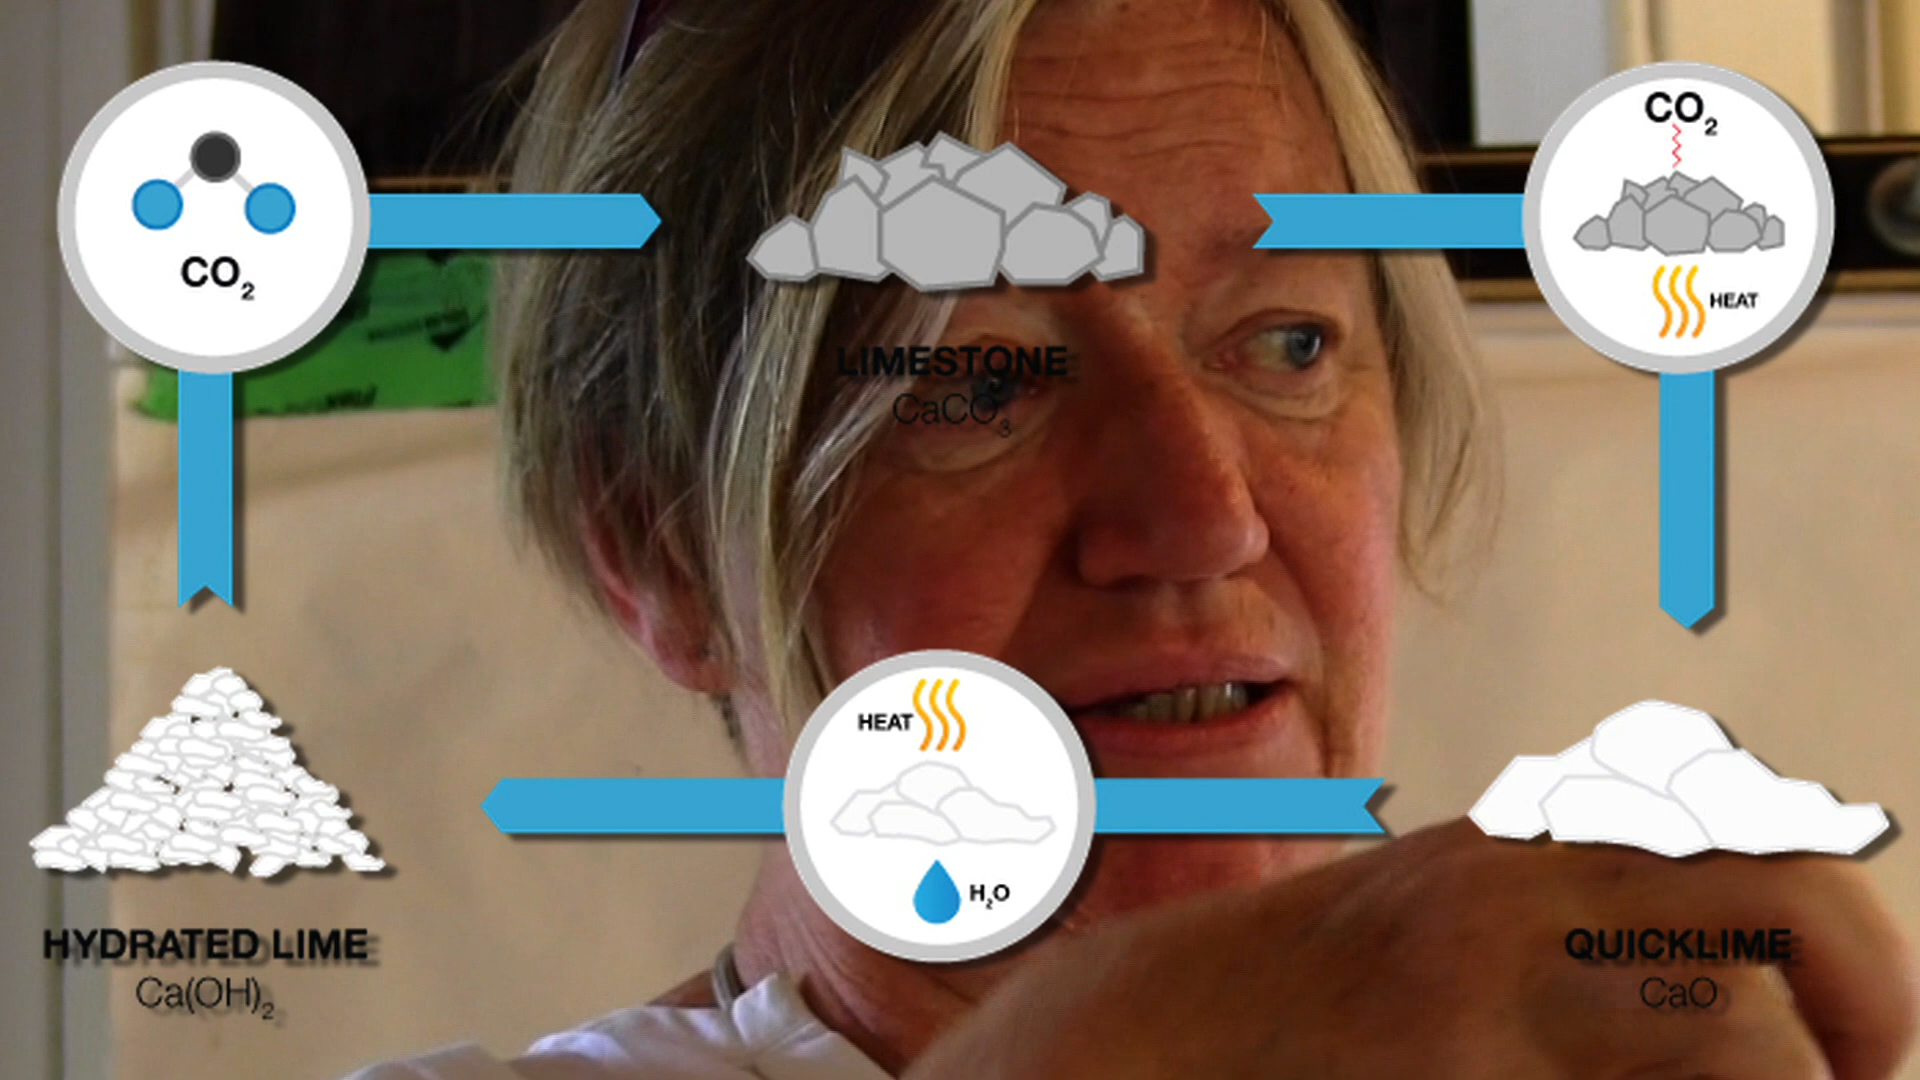 CO₂
CO₂
HEAT
LIMESTONE
CaCO₃
HEAT
H₂O
HYDRATED LIME
Ca(OH)₂
QUICKLIME
CaO